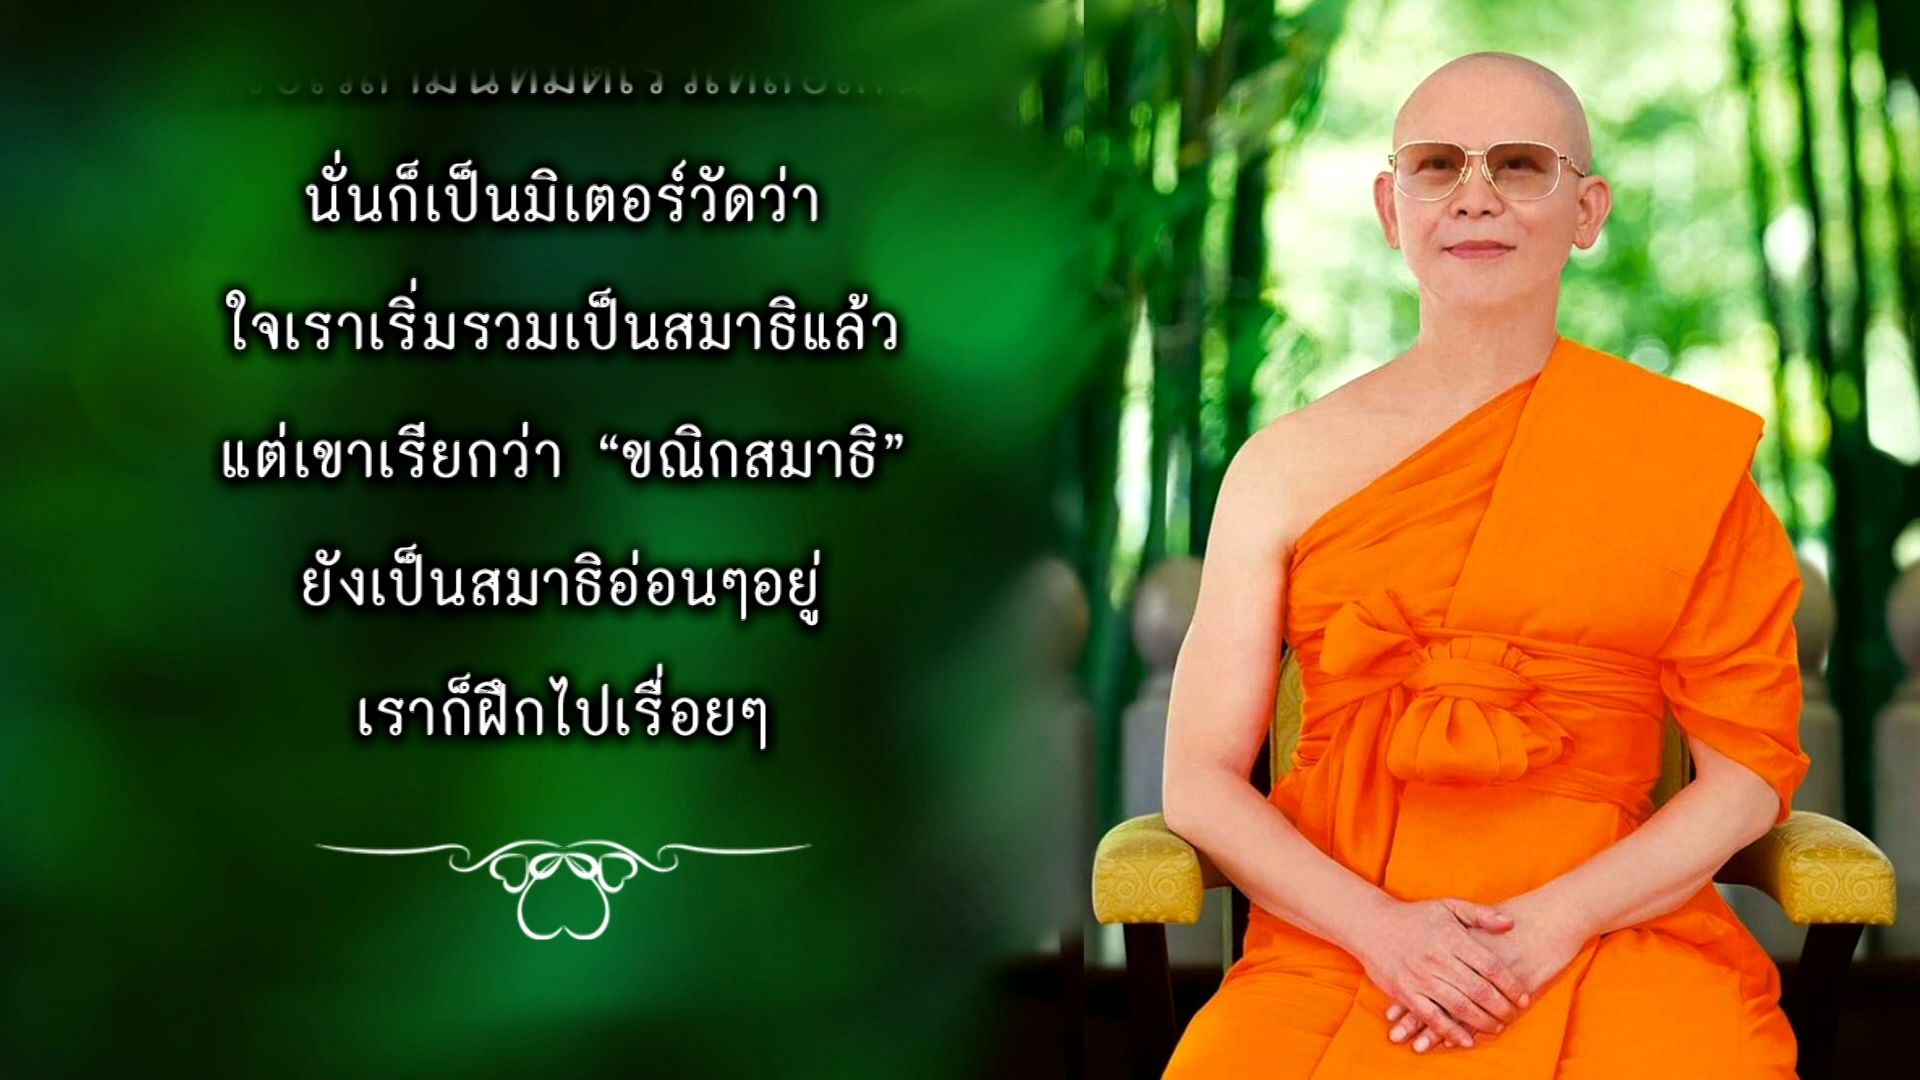 นั่นก็เป็นมิเตอร์วัดว่า
ใจเราเริ่มรวมเป็นสมาธิแล้ว
แต่เขาเรียกว่า “ขณิกสมาธิ”
ยังเป็นสมาธิอ่อนๆอยู่
เราก็ฝึกไปเรื่อยๆ